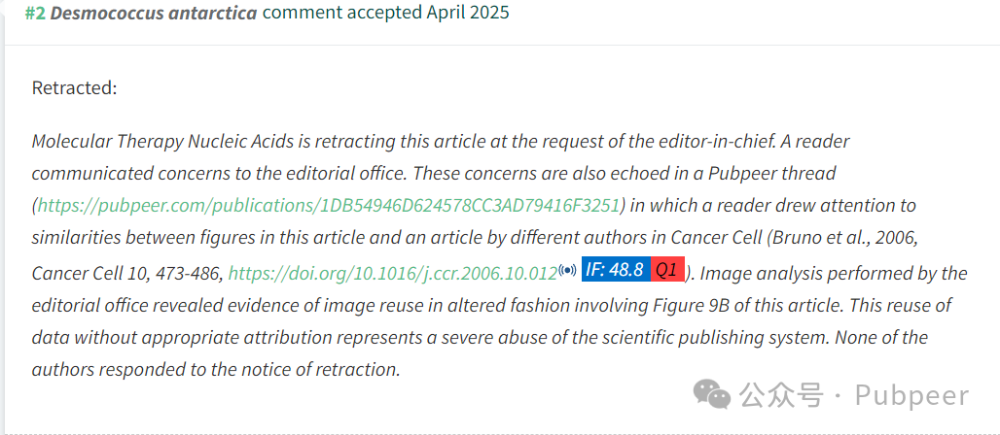 #2 Desmococcus antarctica comment accepted April 2025
Retracted:
Molecular Therapy Nucleic Acids is retracting this article at the request of the editor-in-chief. A reader
communicated concerns to the editorial office. These concerns are also echoed in a Pubpeer thread
(https://pubpeer.com/publications/1DB54946D624578CC3AD79416F3251) in which a reader drew attention to
similarities between figures in this article and an article by different authors in Cancer Cell (Bruno et al., 2006,
Cancer Cell 10, 473-486, https://doi.org/10.1016/j.ccr.2006.10.012 IF: 48.8 Q1 ). Image analysis performed by the
editorial office revealed evidence of image reuse in altered fashion involving Figure 9B of this article. This reuse of
data without appropriate attribution represents a severe abuse of the scientific publishing system. None of the
authors responded to the notice of retraction.
公众号 · Pubpeer